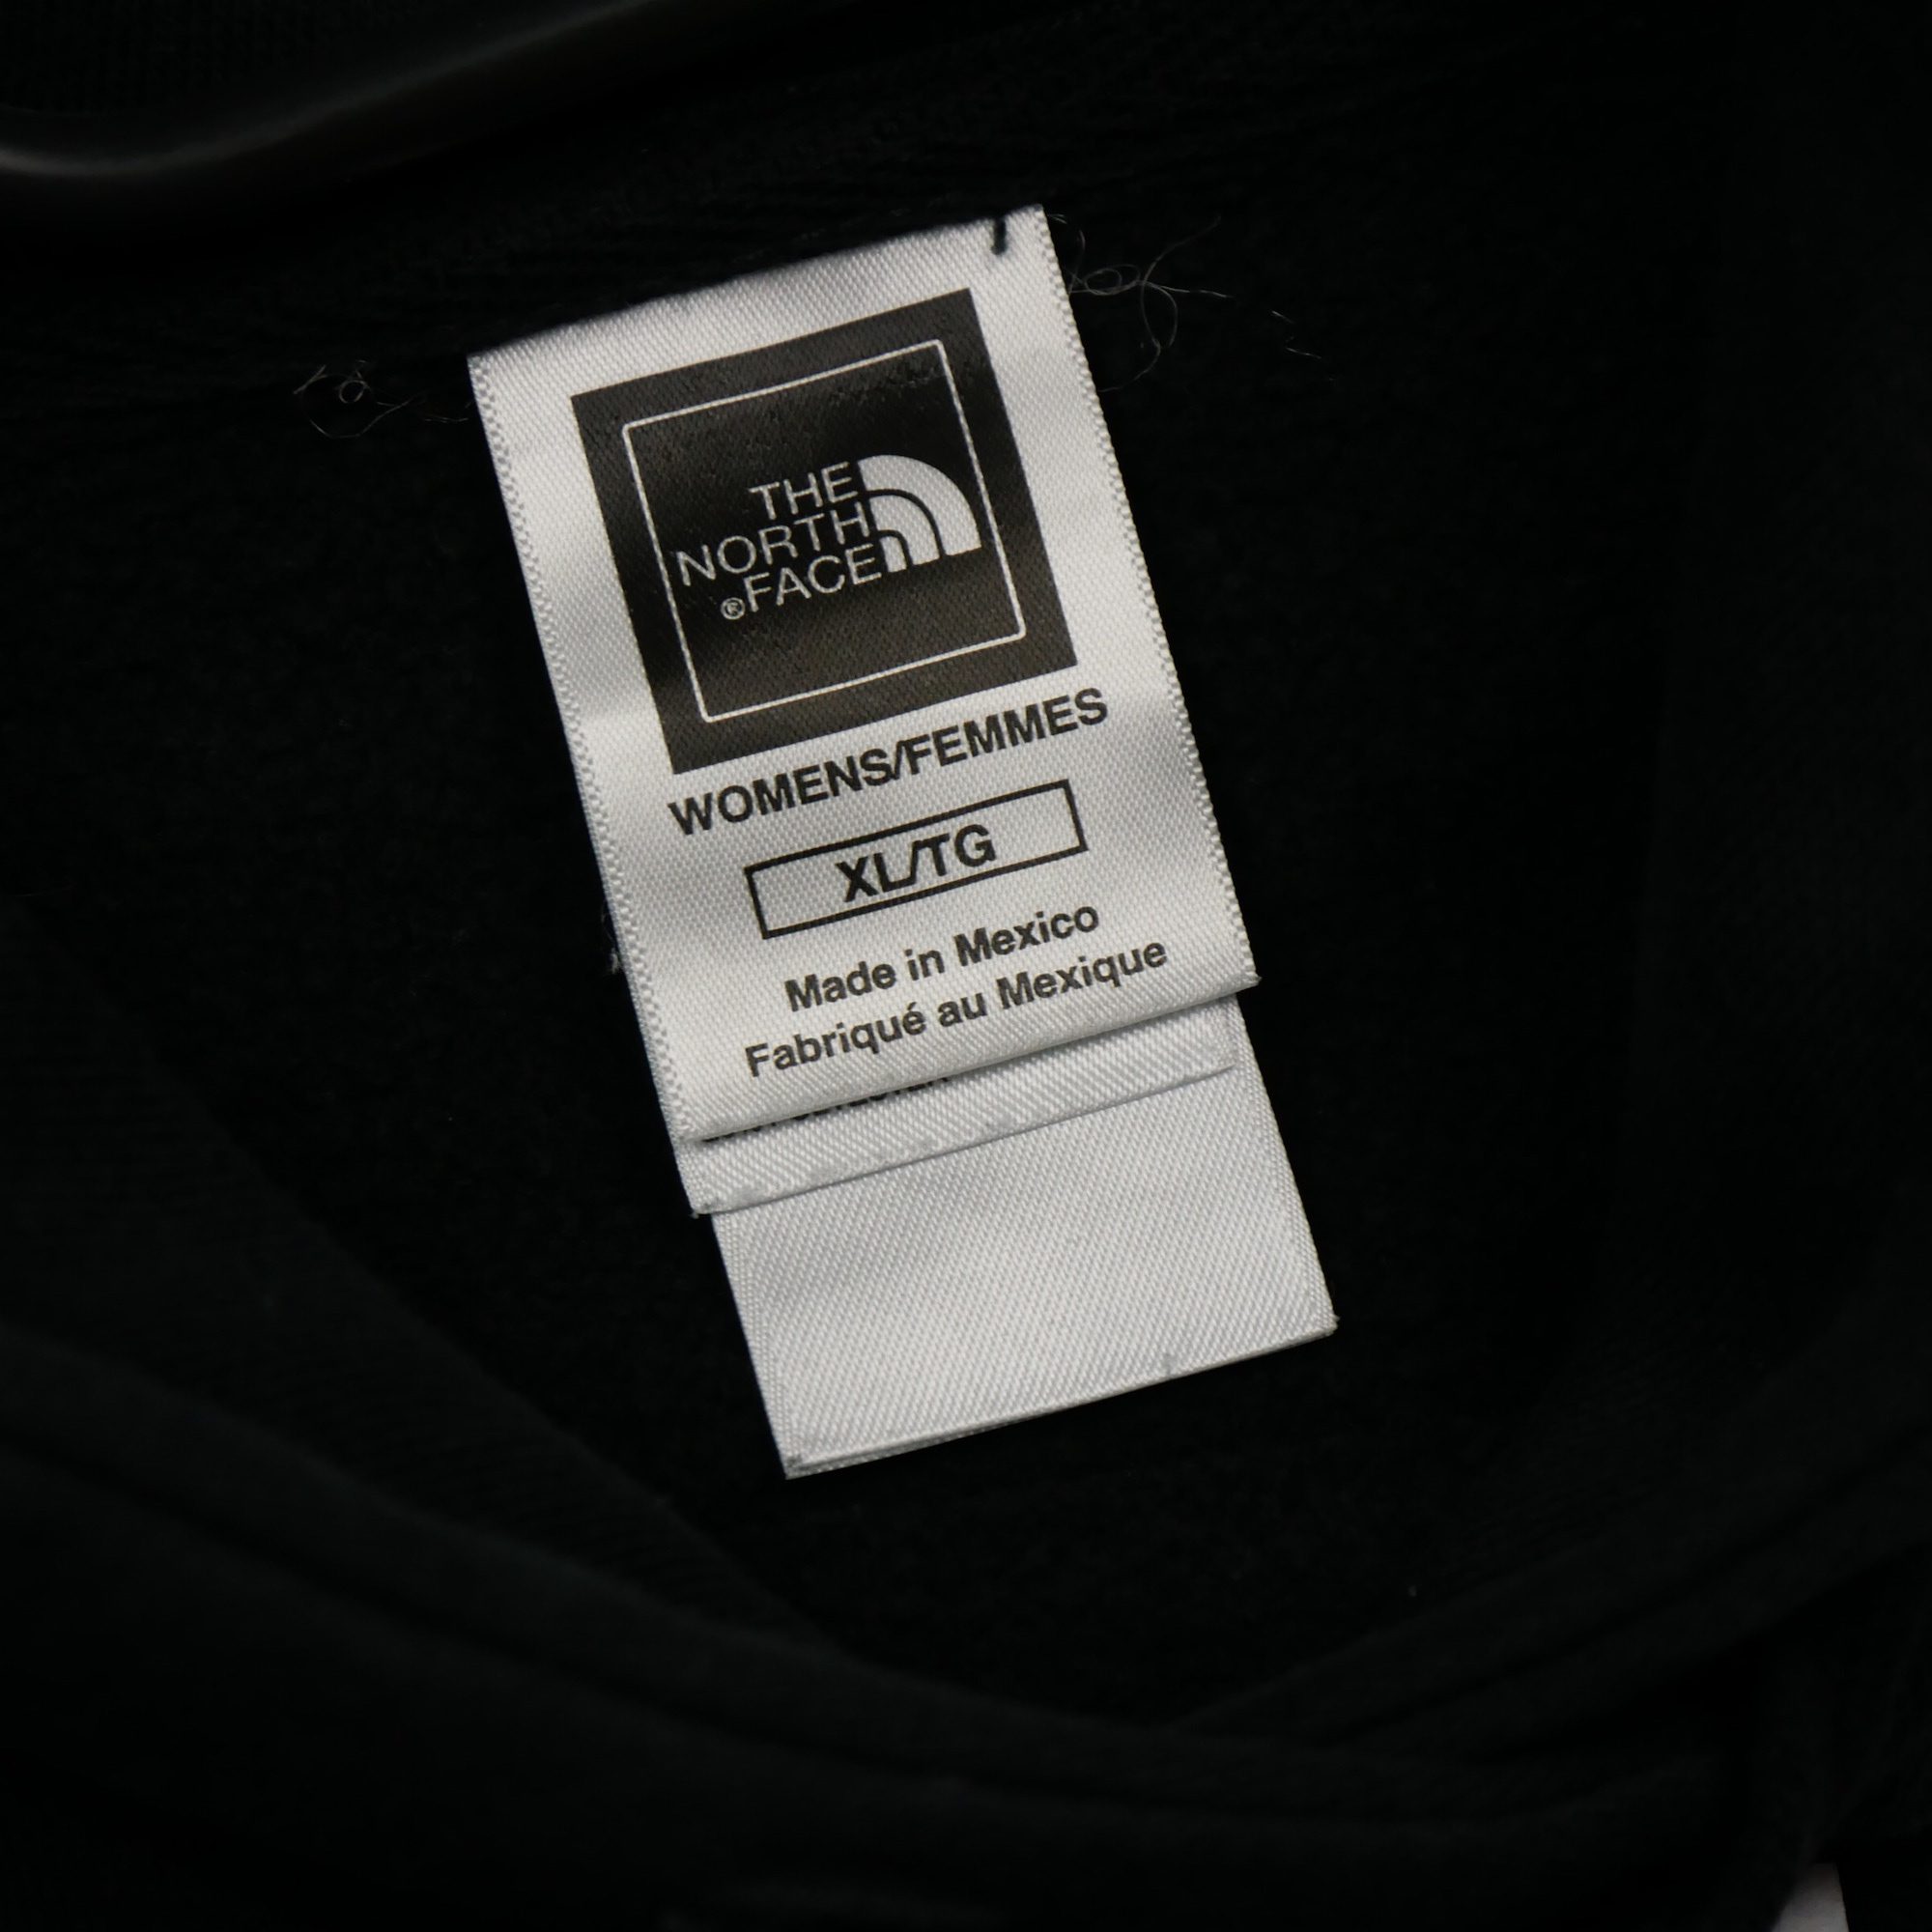 THE
NORTH
®FACE
WOMENS/FEMMES
XL/TG
Made in Mexico
Fabriqué au Mexique